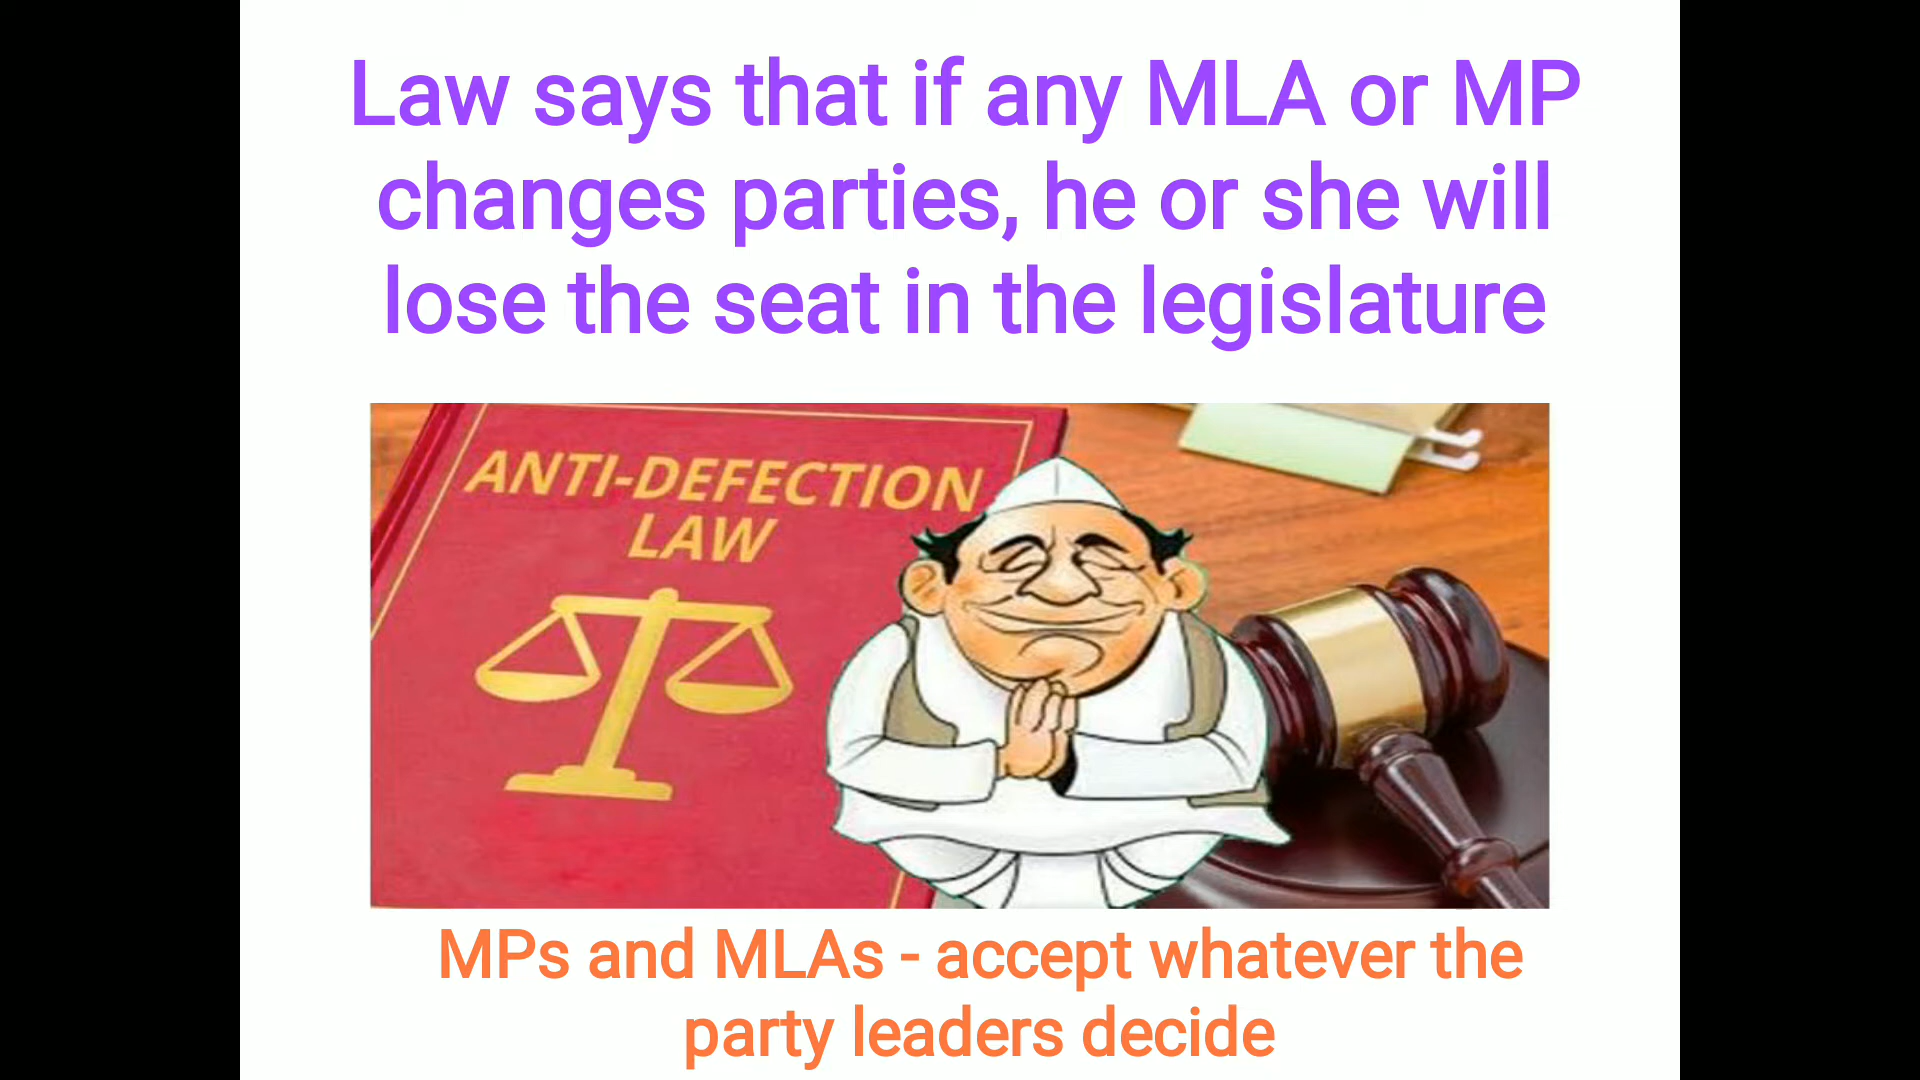 Law says that if any MLA or MP
changes parties, he or she will
lose the seat in the legislature
ANTI-DEFECTION
LAW
MPs and MLAs - accept whatever the
party leaders decide